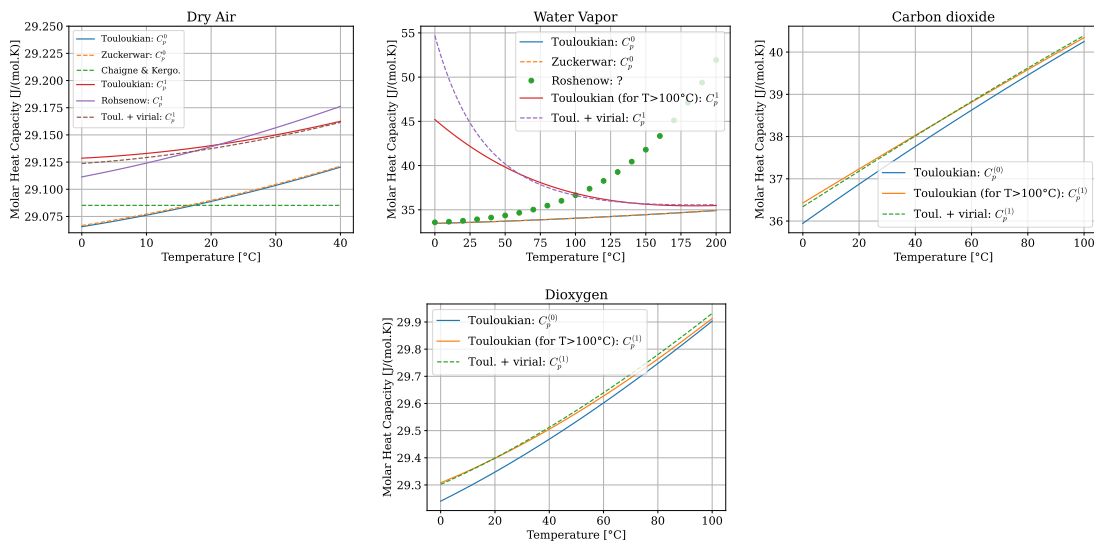 Dry Air
Molar Heat Capacity [J/(mol.K)]
29.250
29.225
29.200
29.175
29.150
29.125
29.100
29.075
Touloukian: $C_p^0$
Zuckerwar: $C_p^0$
Chaigne & Kergo.
Touloukian: $C_p^1$
Rohsenow: $C_p^1$
Toul. + virial: $C_p^1$
0 10 20 30 40
Temperature [°C]
Water Vapor
Molar Heat Capacity [J/(mol.K)]
55
50
45
40
35
Touloukian: $C_p^0$
Zuckerwar: $C_p^0$
Roshenow: ?
Touloukian (for T>100°C): $C_p^1$
Toul. + virial: $C_p^1$
0 25 50 75 100 125 150 175 200
Temperature [°C]
Carbon dioxide
Molar Heat Capacity [J/(mol.K)]
40
39
38
37
36
Touloukian: $C_p^{(0)}$
Touloukian (for T>100°C): $C_p^{(1)}$
Toul. + virial: $C_p^{(1)}$
0 20 40 60 80 100
Temperature [°C]
Dioxygen
Molar Heat Capacity [J/(mol.K)]
29.9
29.8
29.7
29.6
29.5
29.4
29.3
Touloukian: $C_p^{(0)}$
Touloukian (for T>100°C): $C_p^{(1)}$
Toul. + virial: $C_p^{(1)}$
0 20 40 60 80 100
Temperature [°C]